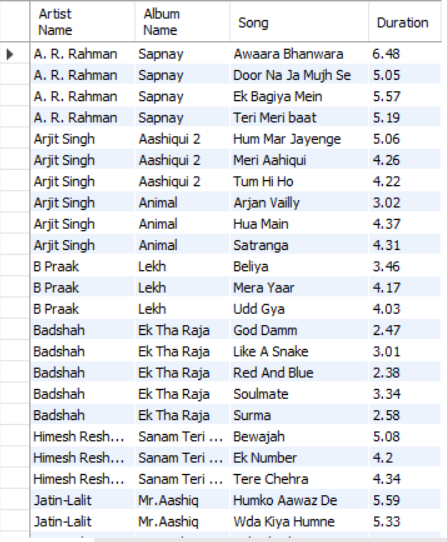 Artist Name Album Name Song Duration
A. R. Rahman Sapnay Awaara Bhanwara 6.48
A. R. Rahman Sapnay Door Na Ja Mujh Se 5.05
A. R. Rahman Sapnay Ek Bagiya Mein 5.57
A. R. Rahman Sapnay Teri Meri baat 5.19
Arjit Singh Aashiqui 2 Hum Mar Jayenge 5.06
Arjit Singh Aashiqui 2 Meri Aahiqui 4.26
Arjit Singh Aashiqui 2 Tum Hi Ho 4.22
Arjit Singh Animal Arjan Vailly 3.02
Arjit Singh Animal Hua Main 4.37
Arjit Singh Animal Satranga 4.31
B Praak Lekh Beliya 3.46
B Praak Lekh Mera Yaar 4.17
B Praak Lekh Udd Gya 4.03
Badshah Ek Tha Raja God Damm 2.47
Badshah Ek Tha Raja Like A Snake 3.01
Badshah Ek Tha Raja Red And Blue 2.38
Badshah Ek Tha Raja Soulmate 3.34
Badshah Ek Tha Raja Surma 2.58
Himesh Resh... Sanam Teri ... Bewajah 5.08
Himesh Resh... Sanam Teri ... Ek Number 4.2
Himesh Resh... Sanam Teri ... Tere Chehra 4.34
Jatin-Lalit Mr.Aashiq Humko Aawaz De 5.59
Jatin-Lalit Mr.Aashiq Wda Kiya Humne 5.33